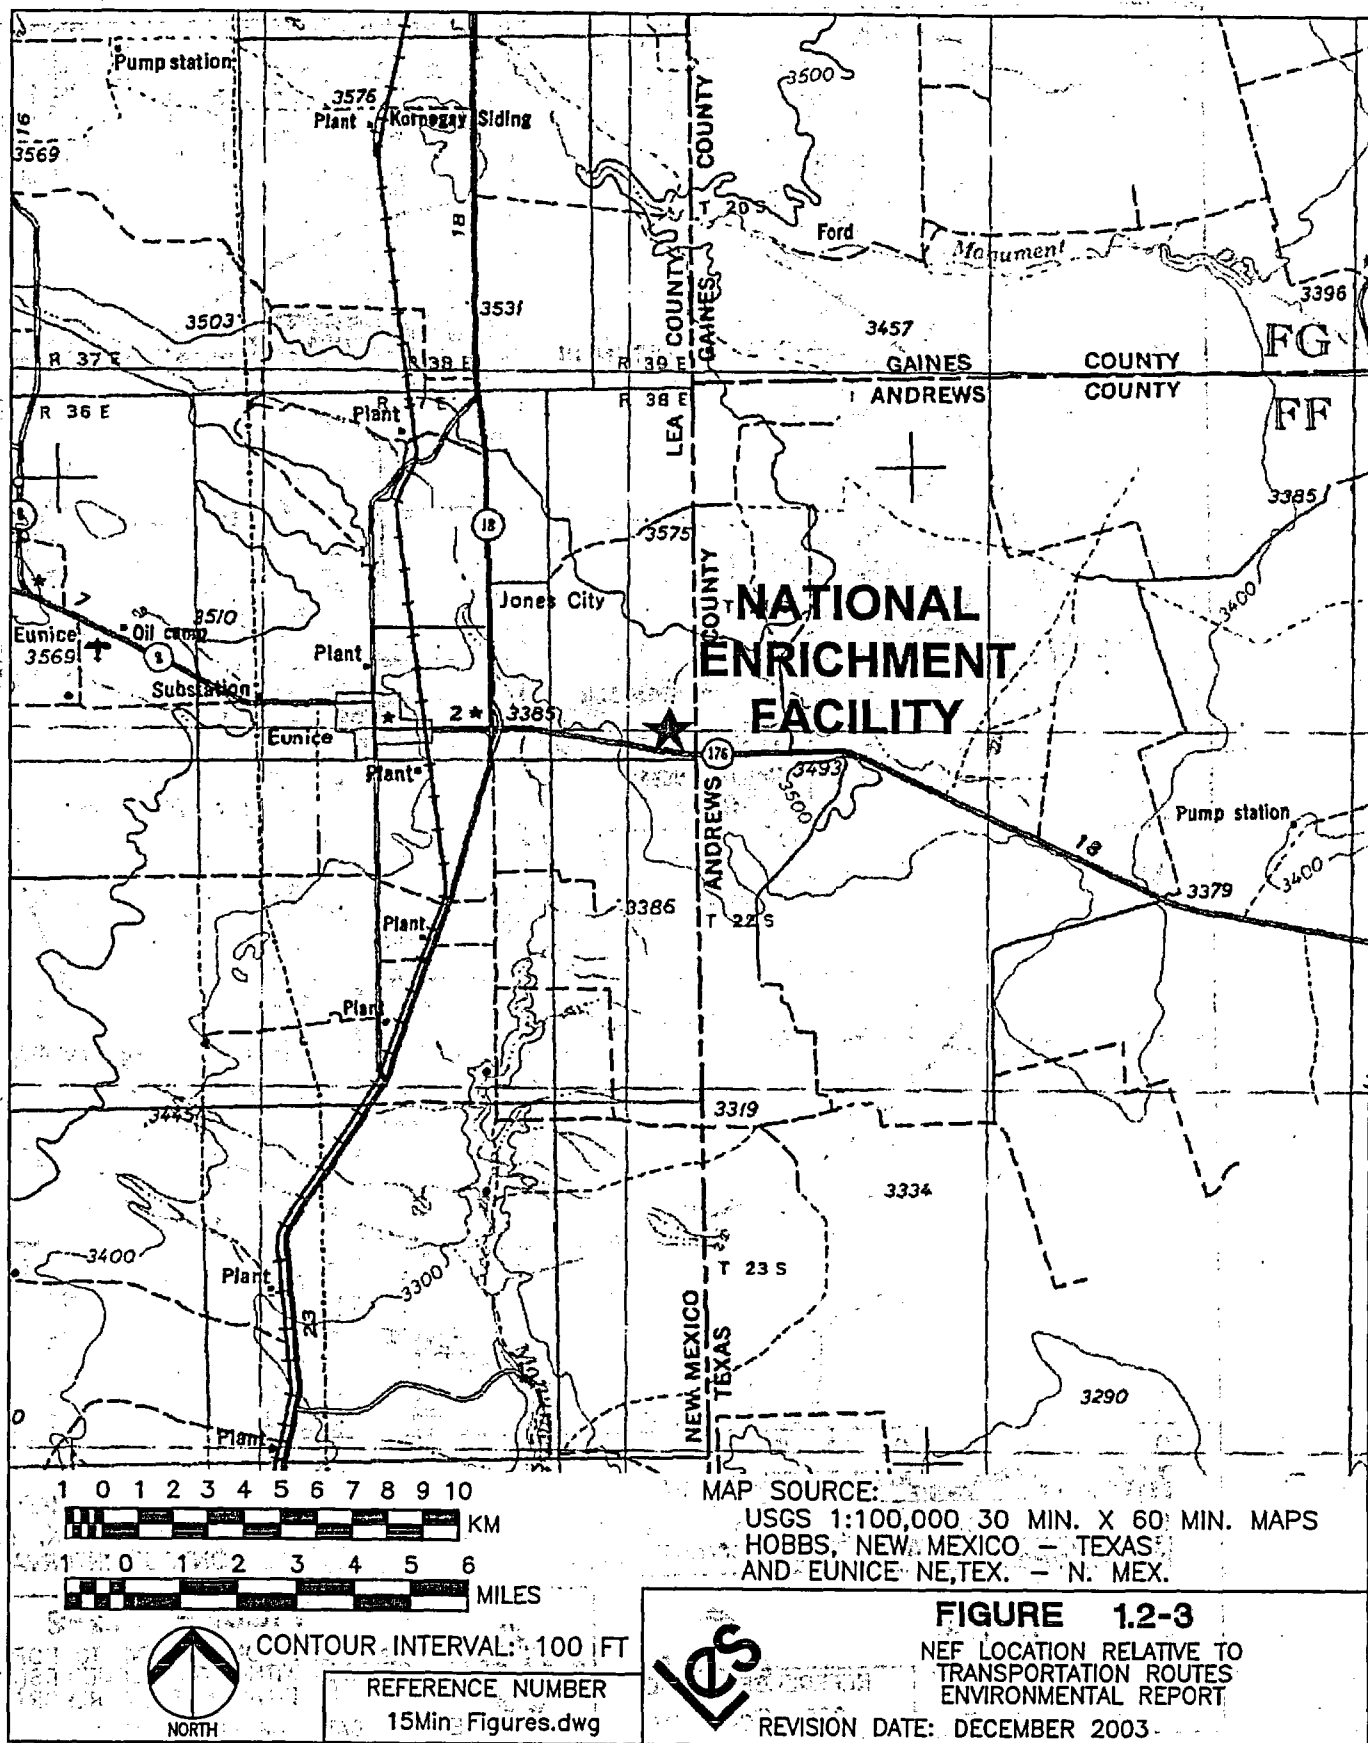 Pump station
3576
Plant
Siding
3500
16
3569
18
COUNTY
T 20 S
Ford
Monument
3503
3531
LEA COUNTY
GAINES
3457
3396
FG
R 37 E
R 38 E
R 39 E
GAINES COUNTY
ANDREWS COUNTY
R 36 E
R 38 E
Plant
FF
3385
18
3575
COUNTY
NATIONAL
ENRICHMENT
FACILITY
3400
Jones City
7
3510
Oil camp
Eunice
3569
Plant
Substation
2
3385
Eunice
176
Plant
3493
3500
ANDREWS
Pump station
18
3379
3400
3386
T 22 S
Plant
Plant
3445
3319
3334
3400
3300
Plant
T 23 S
23
NEW MEXICO
TEXAS
3290
Plant
1 0 1 2 3 4 5 6 7 8 9 10
KM
1 0 1 2 3 4 5 6
MILES
MAP SOURCE:
USGS 1:100,000 30 MIN. X 60 MIN. MAPS
HOBBS, NEW MEXICO – TEXAS
AND EUNICE NE,TEX. – N. MEX.
CONTOUR INTERVAL: 100 FT
NORTH
REFERENCE NUMBER
15Min Figures.dwg
LES
FIGURE 1.2-3
NEF LOCATION RELATIVE TO
TRANSPORTATION ROUTES
ENVIRONMENTAL REPORT
REVISION DATE: DECEMBER 2003